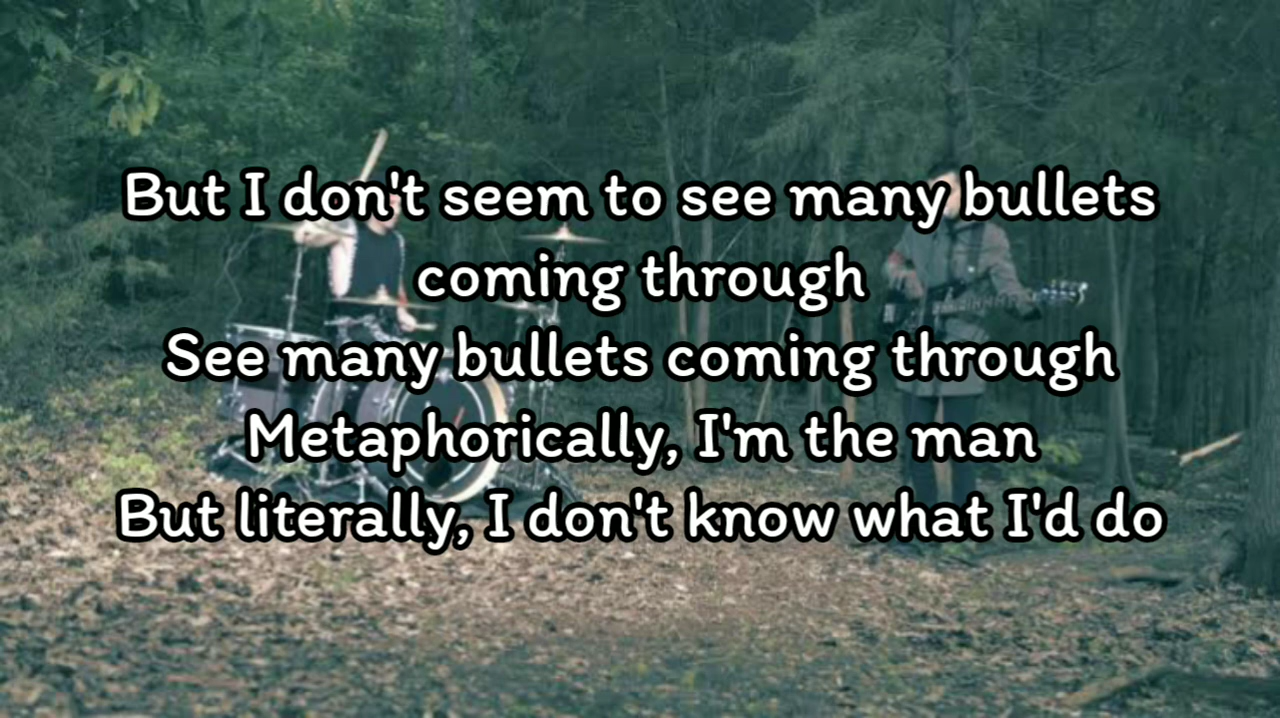 But I don't seem to see many bullets
coming through
See many bullets coming through
Metaphorically, I'm the man
But literally, I don't know what I'd do